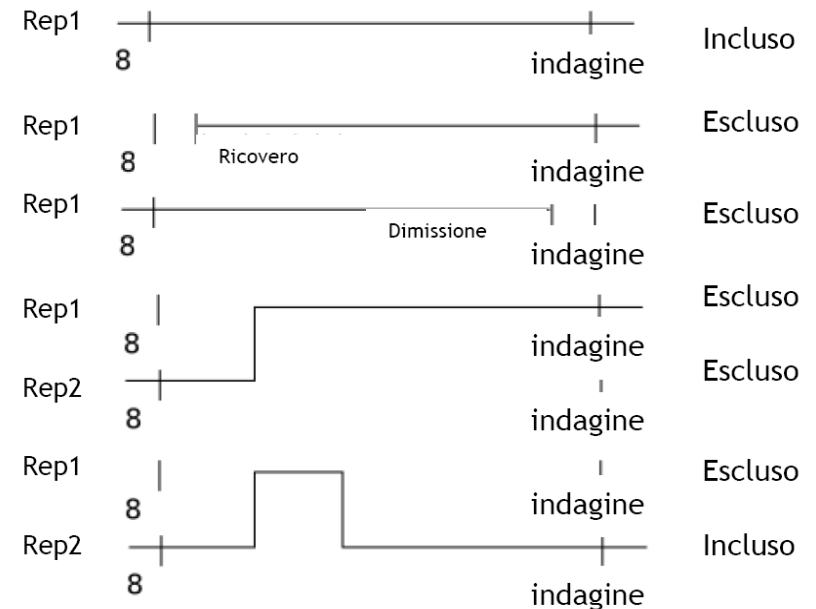 Rep1
8 indagine Incluso
Rep1 Escluso
8 Ricovero indagine
Rep1 Escluso
8 Dimissione indagine
Rep1 Escluso
8 indagine
Rep2 Escluso
8 indagine
Rep1 Escluso
8 indagine
Rep2 Incluso
8 indagine